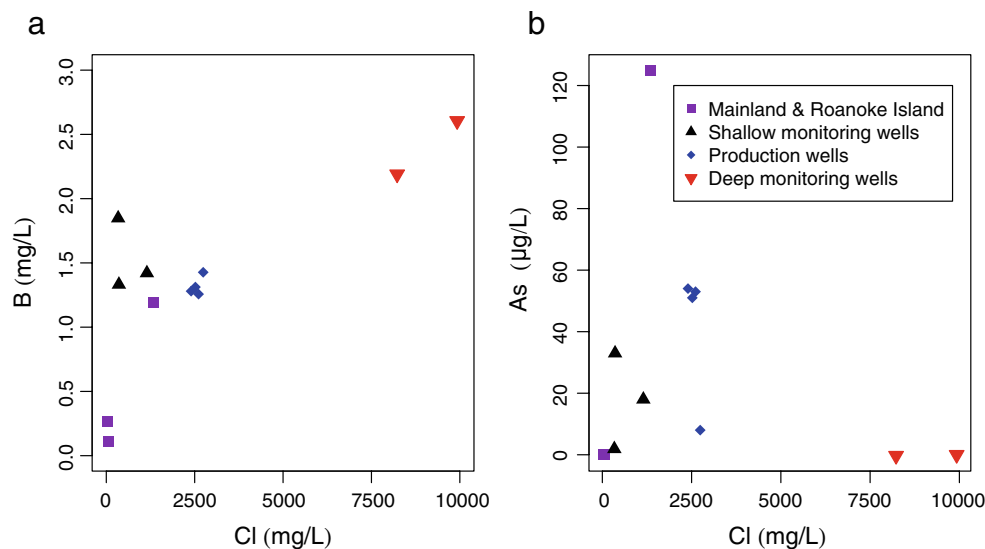 a
3.0
2.5
2.0
1.5
1.0
0.5
0.0
B (mg/L)
0
2500
5000
7500
10000
Cl (mg/L)
b
120
100
80
60
40
20
0
As (µg/L)
Mainland & Roanoke Island
Shallow monitoring wells
Production wells
Deep monitoring wells
0
2500
5000
7500
10000
Cl (mg/L)